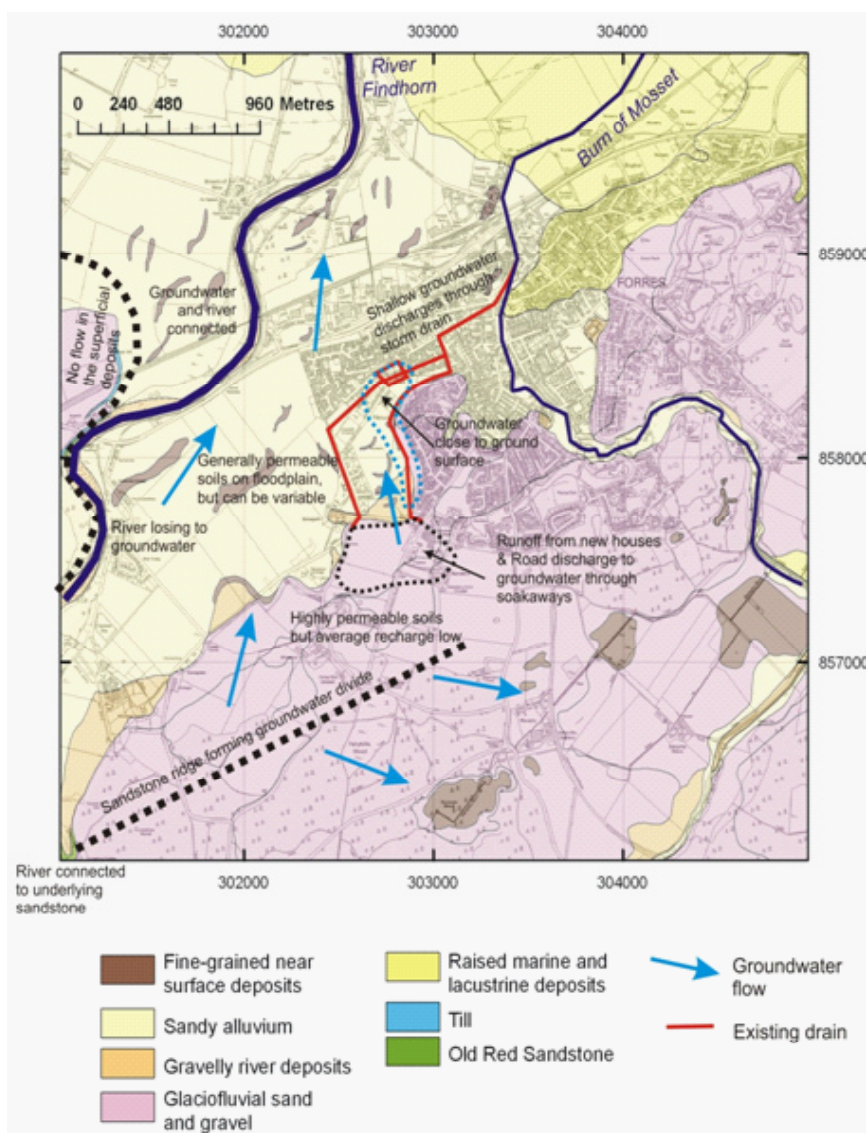 302000 303000 304000
River
Findhorn
0 240 480 960 Metres
Burn of Mosset
859000
Groundwater
and river
connected
Shallow groundwater
discharges through
storm drain
FORRES
No flow in
the superficial
deposits
Groundwater
close to ground
surface
858000
Generally permeable
soils on floodplain,
but can be variable
River losing to
groundwater
Runoff from new houses
& Road discharge to
groundwater through
soakaways
Highly permeable soils
but average recharge low
857000
Sandstone ridge forming groundwater divide
River connected
to underlying
sandstone
302000 303000 304000
Fine-grained near
surface deposits
Sandy alluvium
Gravelly river deposits
Glaciofluvial sand
and gravel
Raised marine and
lacustrine deposits
Till
Old Red Sandstone
Groundwater
flow
Existing drain